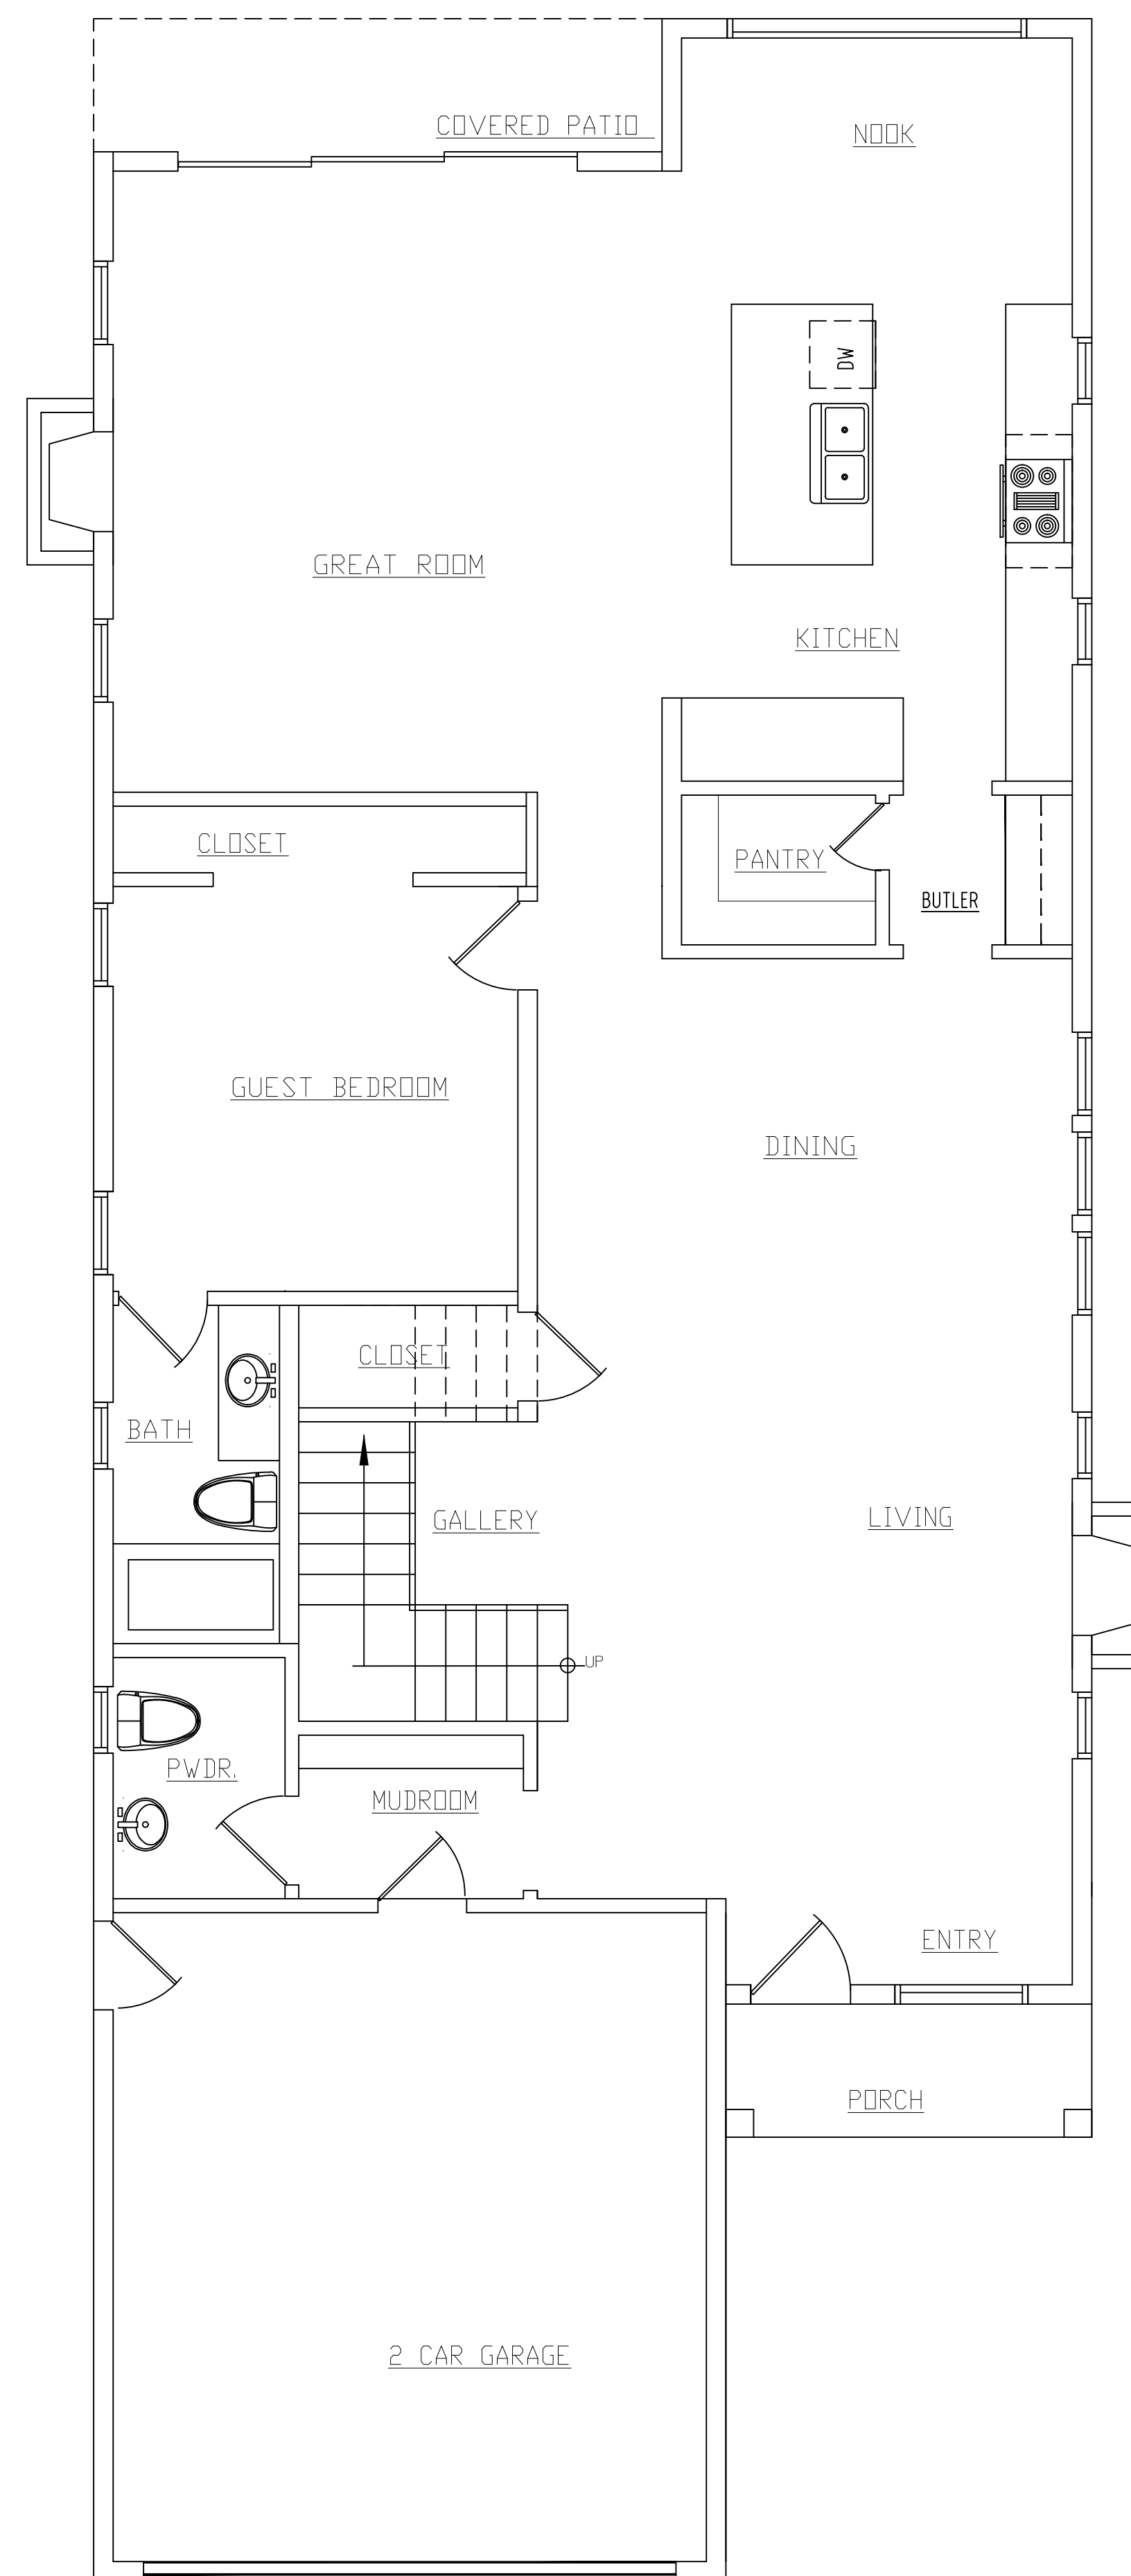 COVERED PATIO
NOOK
DW
GREAT ROOM
KITCHEN
CLOSET
PANTRY
BUTLER
GUEST BEDROOM
DINING
CLOSET
BATH
GALLERY
LIVING
UP
PWDR.
MUDROOM
ENTRY
PORCH
2 CAR GARAGE